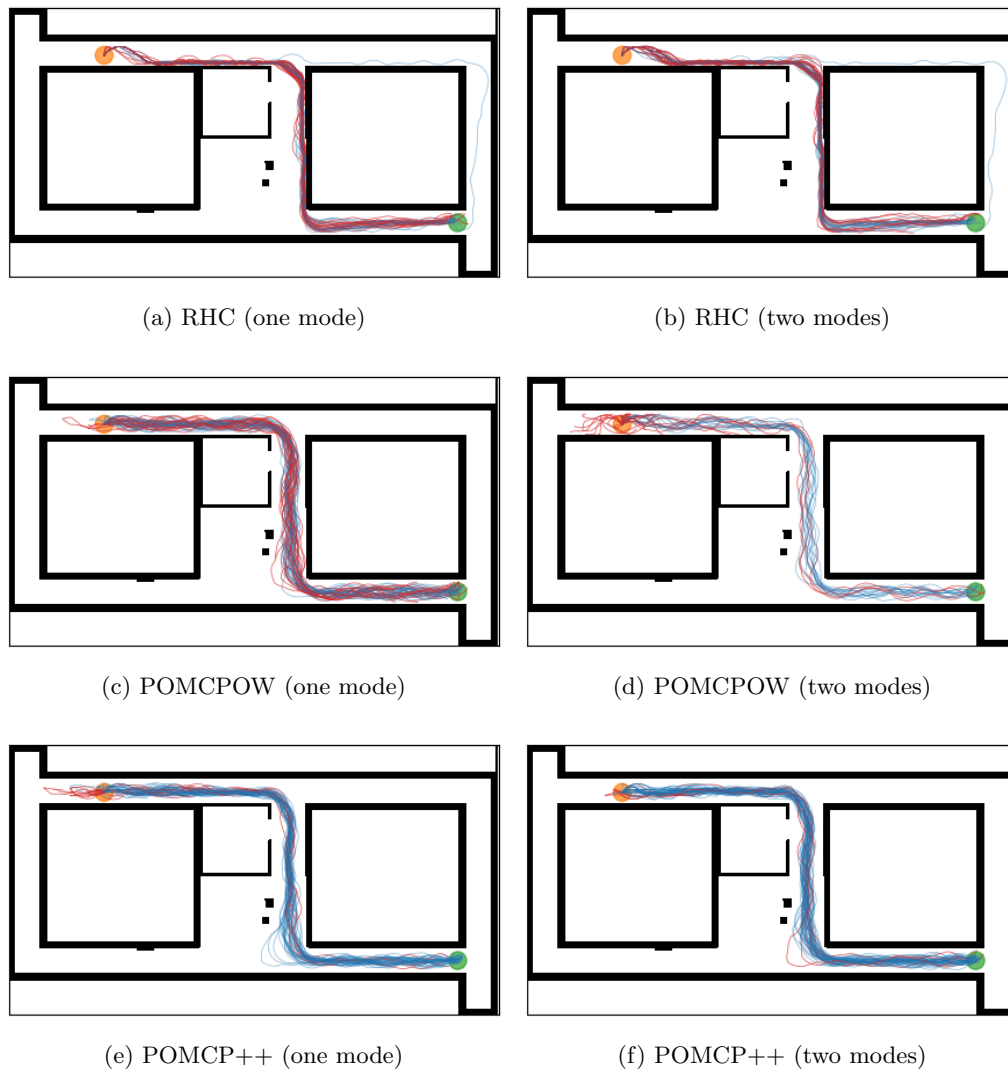 (a) RHC (one mode)
(b) RHC (two modes)
(c) POMCPOW (one mode)
(d) POMCPOW (two modes)
(e) POMCP++ (one mode)
(f) POMCP++ (two modes)